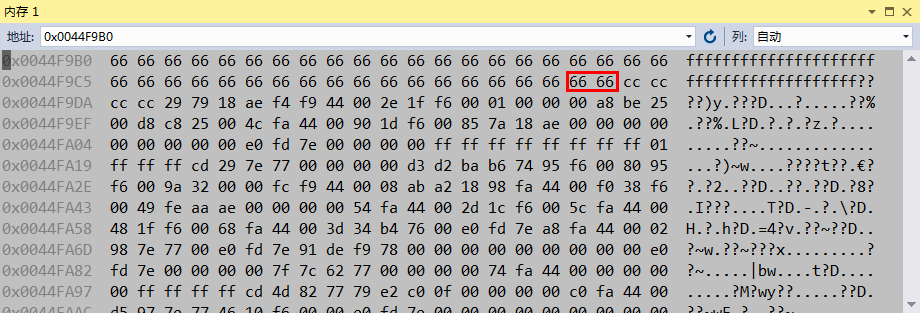 内存 1
地址: 0x0044F9B0 列: 自动
0x0044F9B0 66 66 66 66 66 66 66 66 66 66 66 66 66 66 66 66 66 66 66 66 66 fffffffffffffffffffff
0x0044F9C5 66 66 66 66 66 66 66 66 66 66 66 66 66 66 66 66 66 66 66 cc cc fffffffffffffffffff??
0x0044F9DA cc cc 29 79 18 ae f4 f9 44 00 2e 1f f6 00 01 00 00 00 a8 be 25 ??)y.???D...?.....??%
0x0044F9EF 00 d8 c8 25 00 4c fa 44 00 90 1d f6 00 85 7a 18 ae 00 00 00 00 .??%.L?D.?.?.?z.?....
0x0044FA04 00 00 00 00 00 e0 fd 7e 00 00 00 00 ff ff ff ff ff ff ff ff 01 .....??~.............
0x0044FA19 ff ff ff cd 29 7e 77 00 00 00 00 d3 d2 ba b6 74 95 f6 00 80 95 ...?)~w....????t??.€?
0x0044FA2E f6 00 9a 32 00 00 fc f9 44 00 08 ab a2 18 98 fa 44 00 f0 38 f6 ?.?2..??D..??.??D.?8?
0x0044FA43 00 49 fe aa ae 00 00 00 00 54 fa 44 00 2d 1c f6 00 5c fa 44 00 .I???....T?D.-.?.\?D.
0x0044FA58 48 1f f6 00 68 fa 44 00 3d 34 b4 76 00 e0 fd 7e a8 fa 44 00 02 H.?.h?D.=4?v.??~??D..
0x0044FA6D 98 7e 77 00 e0 fd 7e 91 de f9 78 00 00 00 00 00 00 00 00 00 e0 ?~w.??~???x.........?
0x0044FA82 fd 7e 00 00 00 00 7f 7c 62 77 00 00 00 00 74 fa 44 00 00 00 00 ?~.....|bw....t?D....
0x0044FA97 00 ff ff ff ff cd 4d 82 77 79 e2 c0 0f 00 00 00 00 c0 fa 44 00 .....?M?wy??.....??D.